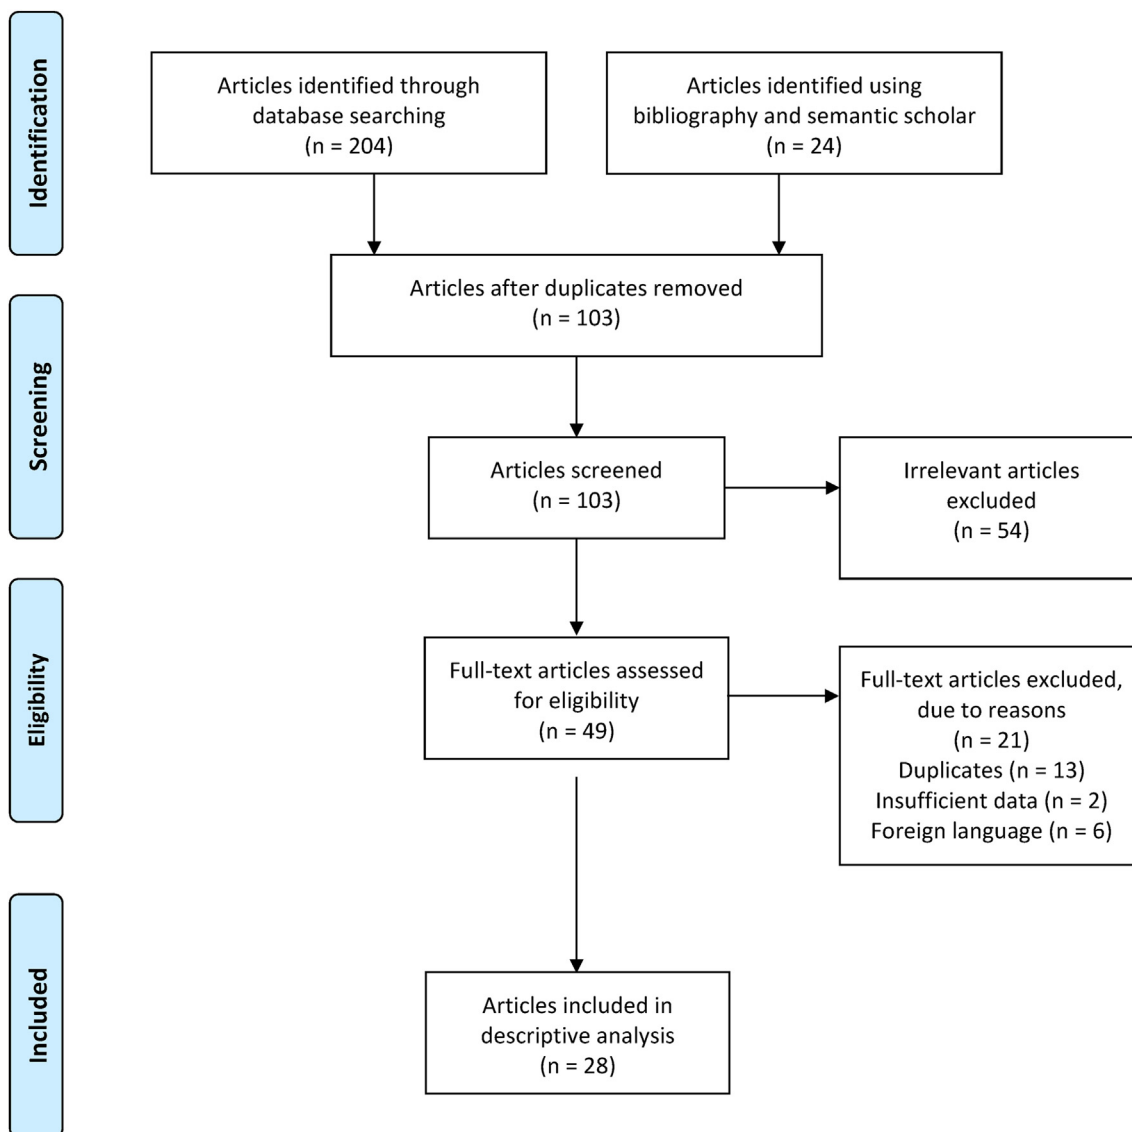 Identification
Articles identified through
database searching
(n = 204)
Articles identified using
bibliography and semantic scholar
(n = 24)
Articles after duplicates removed
(n = 103)
Screening
Articles screened
(n = 103)
Irrelevant articles
excluded
(n = 54)
Eligibility
Full-text articles assessed
for eligibility
(n = 49)
Full-text articles excluded,
due to reasons
(n = 21)
Duplicates (n = 13)
Insufficient data (n = 2)
Foreign language (n = 6)
Included
Articles included in
descriptive analysis
(n = 28)